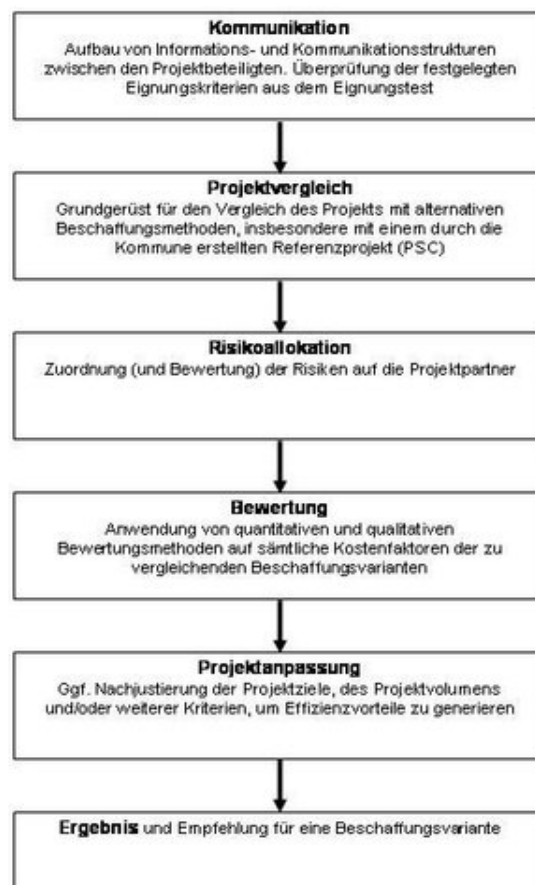 Kommunikation
Aufbau von Informations- und Kommunikationsstrukturen
zwischen den Projektbeteiligten. Überprüfung der festgelegten
Eignungskriterien aus dem Eignungstest
Projektvergleich
Grundgerüst für den Vergleich des Projekts mit alternativen
Beschaffungsmethoden, insbesondere mit einem durch die
Kommune erstellten Referenzprojekt (PSC)
Risikoallokation
Zuordnung (und Bewertung) der Risiken auf die Projektpartner
Bewertung
Anwendung von quantitativen und qualitativen
Bewertungsmethoden auf sämtliche Kostenfaktoren der zu
vergleichenden Beschaffungsvarianten
Projektanpassung
Ggf. Nachjustierung der Projektziele, des Projektvolumens
und/oder weiterer Kriterien, um Effizienzvorteile zu generieren
Ergebnis und Empfehlung für eine Beschaffungsvariante